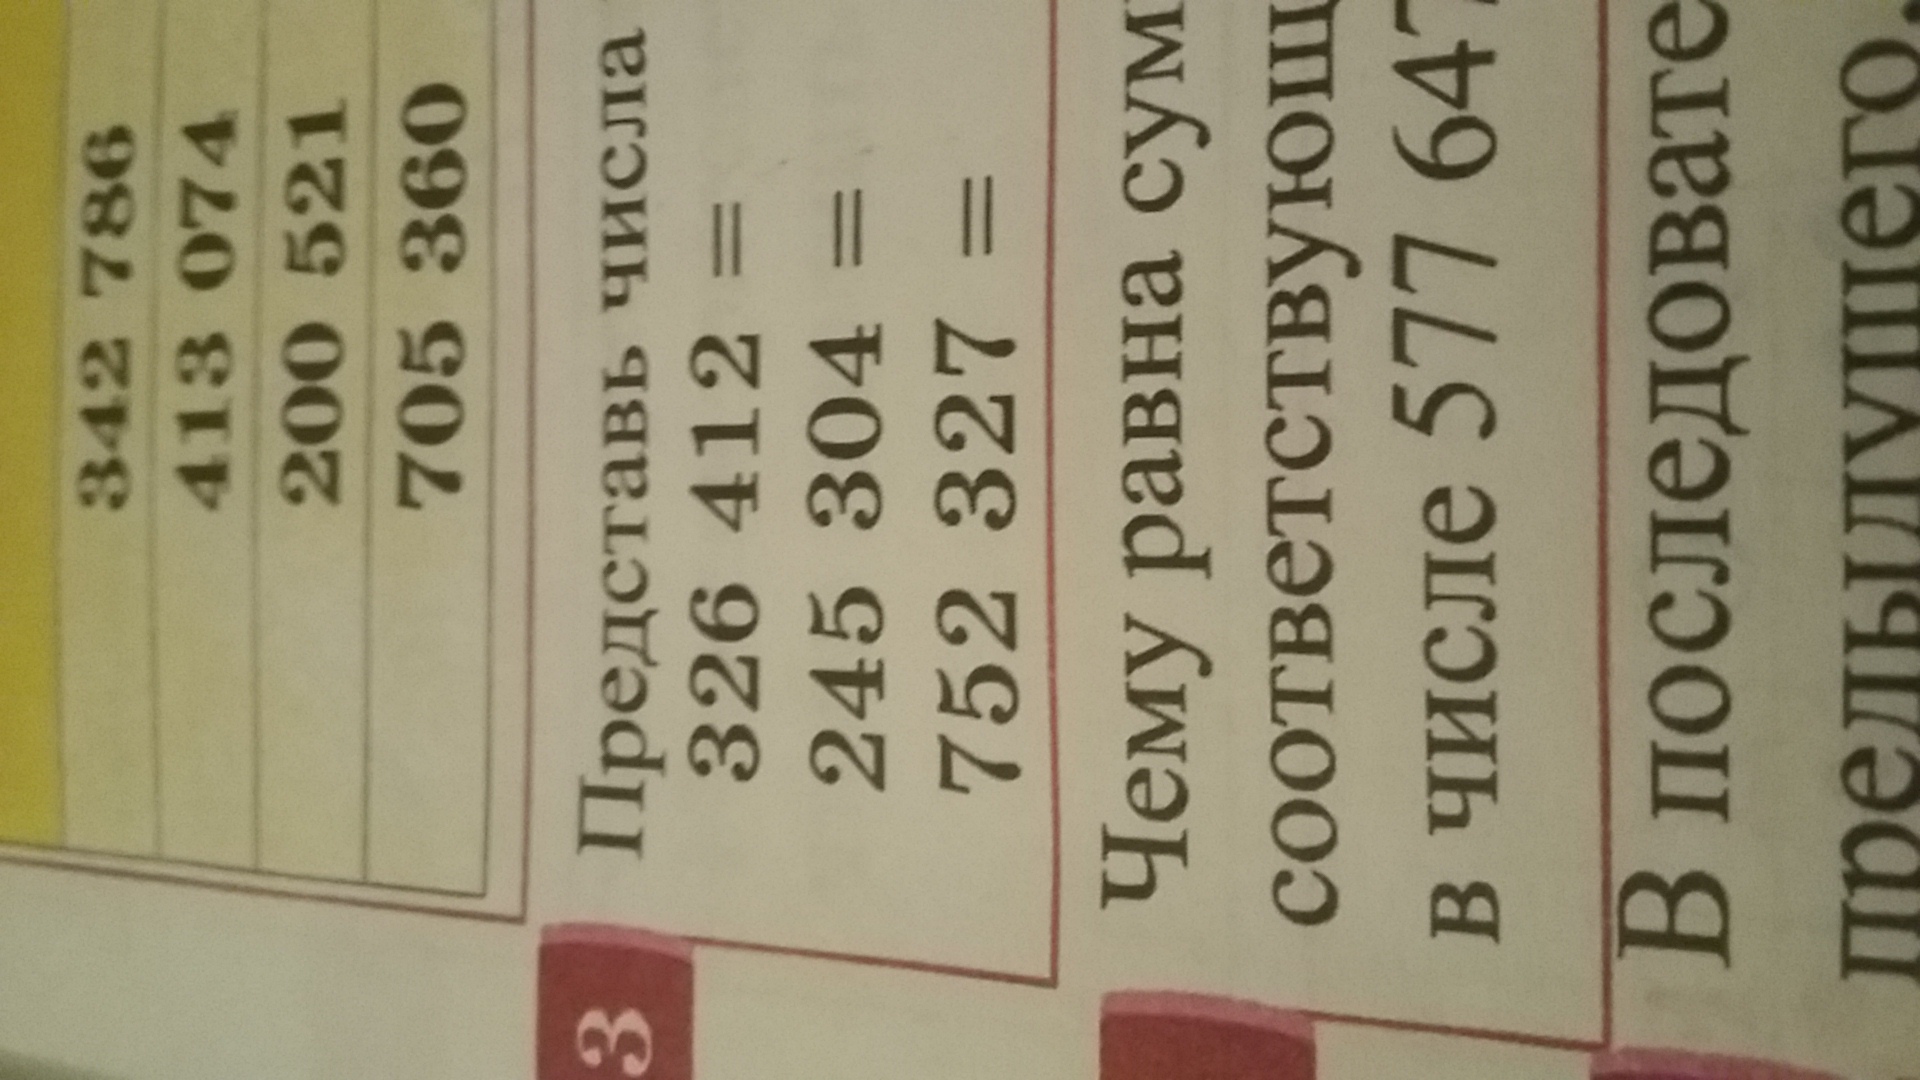 342 786
413 074
200 521
705 360
3
Представь числа
326 412 =
245 304 =
752 327 =
Чему равна сум
соответствующ
в числе 577 647
В последовате
предыдущего.